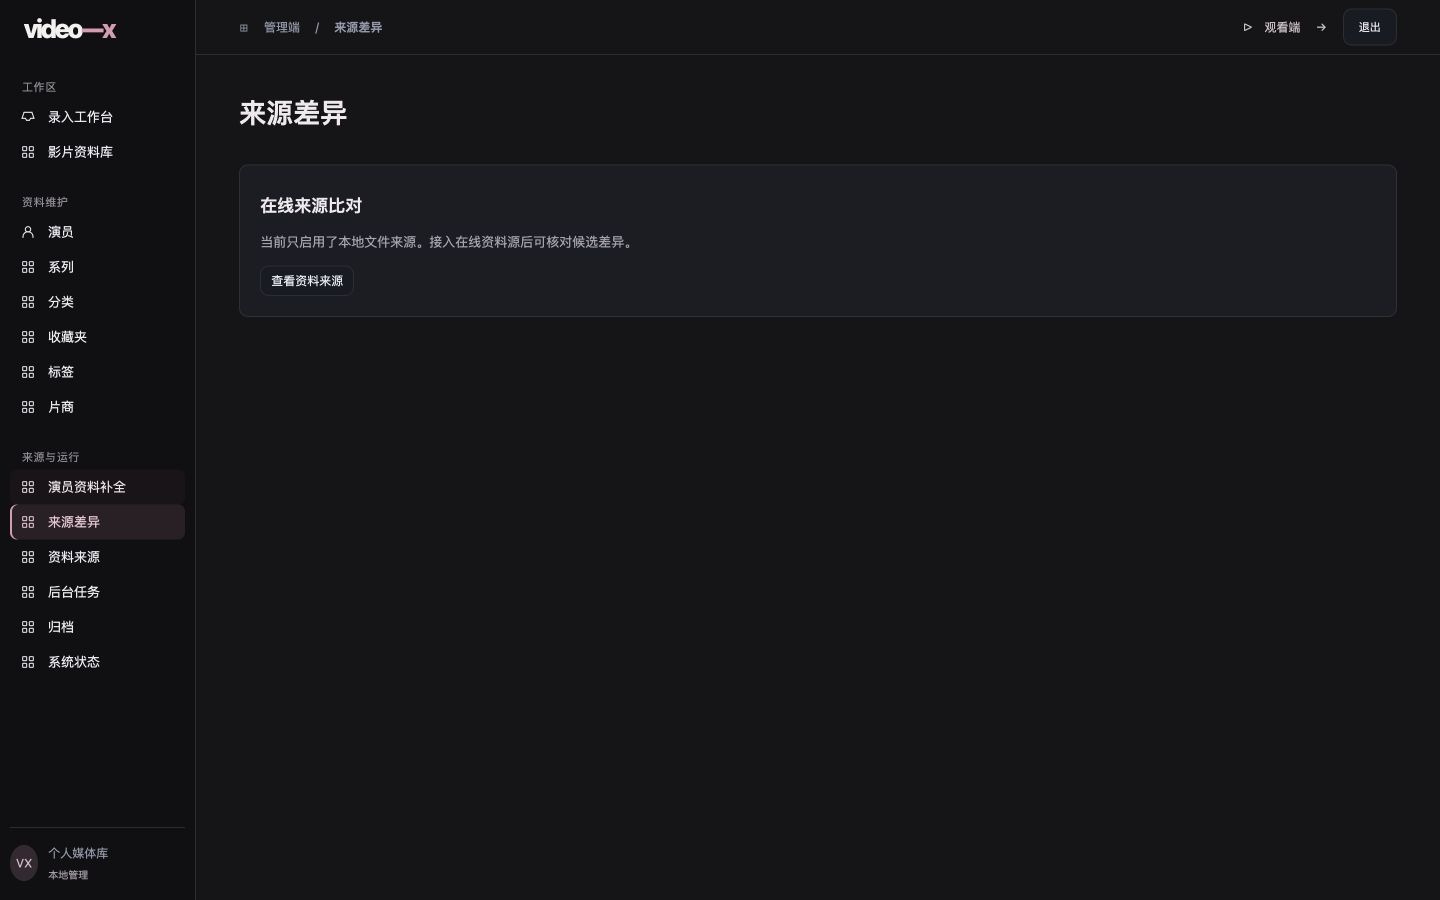 video—x
工作区
录入工作台
影片资料库
资料维护
演员
系列
分类
收藏夹
标签
片商
来源与运行
演员资料补全
来源差异
资料来源
后台任务
归档
系统状态
VX
个人媒体库
本地管理
管理端 / 来源差异
观看端 →
退出
来源差异
在线来源比对
当前只启用了本地文件来源。接入在线资料源后可核对候选差异。
查看资料来源